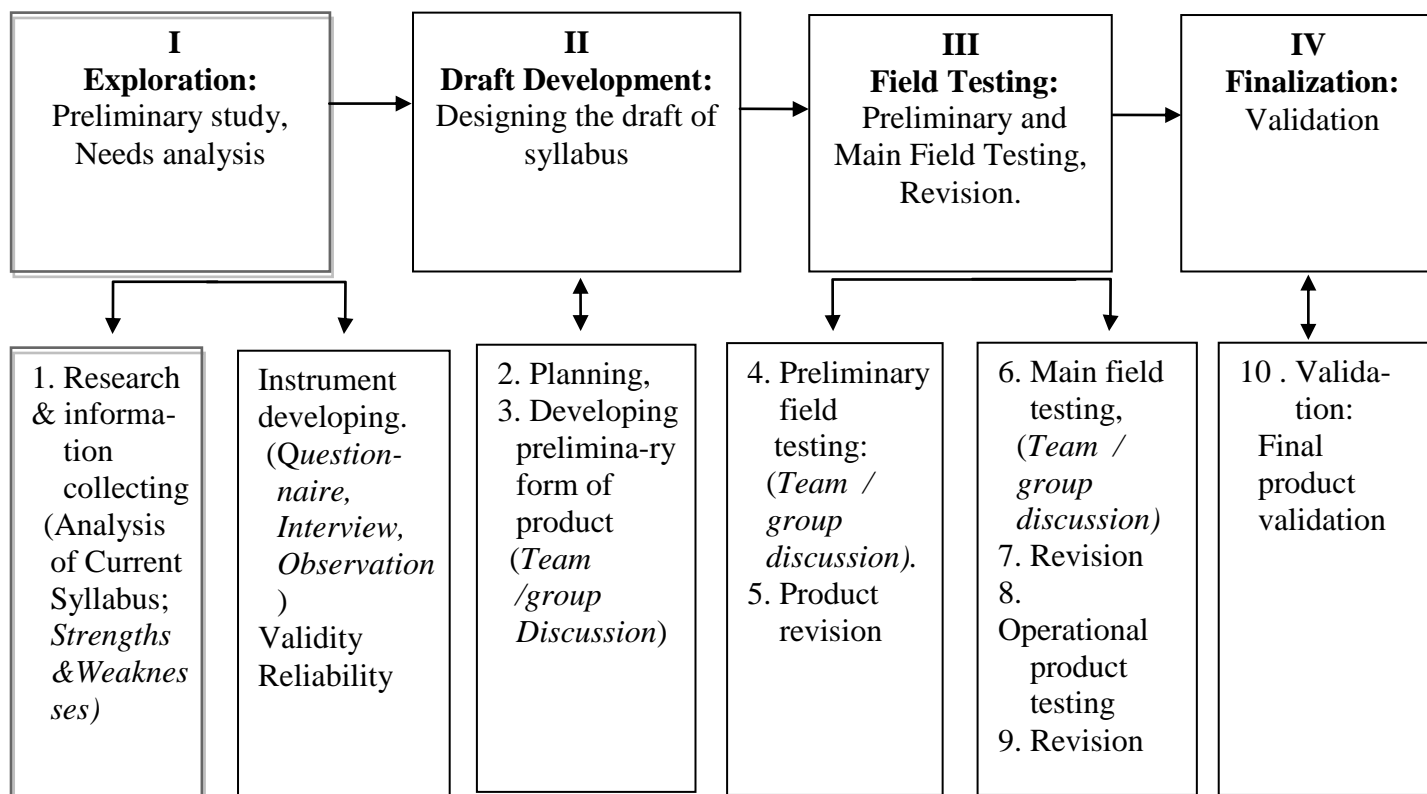 I
Exploration:
Preliminary study,
Needs analysis
II
Draft Development:
Designing the draft of
syllabus
III
Field Testing:
Preliminary and
Main Field Testing,
Revision.
IV
Finalization:
Validation
1. Research
& informa-
tion
collecting
(Analysis
of Current
Syllabus;
Strengths
&Weaknes
ses)
Instrument
developing.
(Question-
naire,
Interview,
Observation
)
Validity
Reliability
2. Planning,
3. Developing
prelimina-ry
form of
product
(Team
/group
Discussion)
4. Preliminary
field
testing:
(Team /
group
discussion).
5. Product
revision
6. Main field
testing,
(Team /
group
discussion)
7. Revision
8.
Operational
product
testing
9. Revision
10 . Valida-
tion:
Final
product
validation